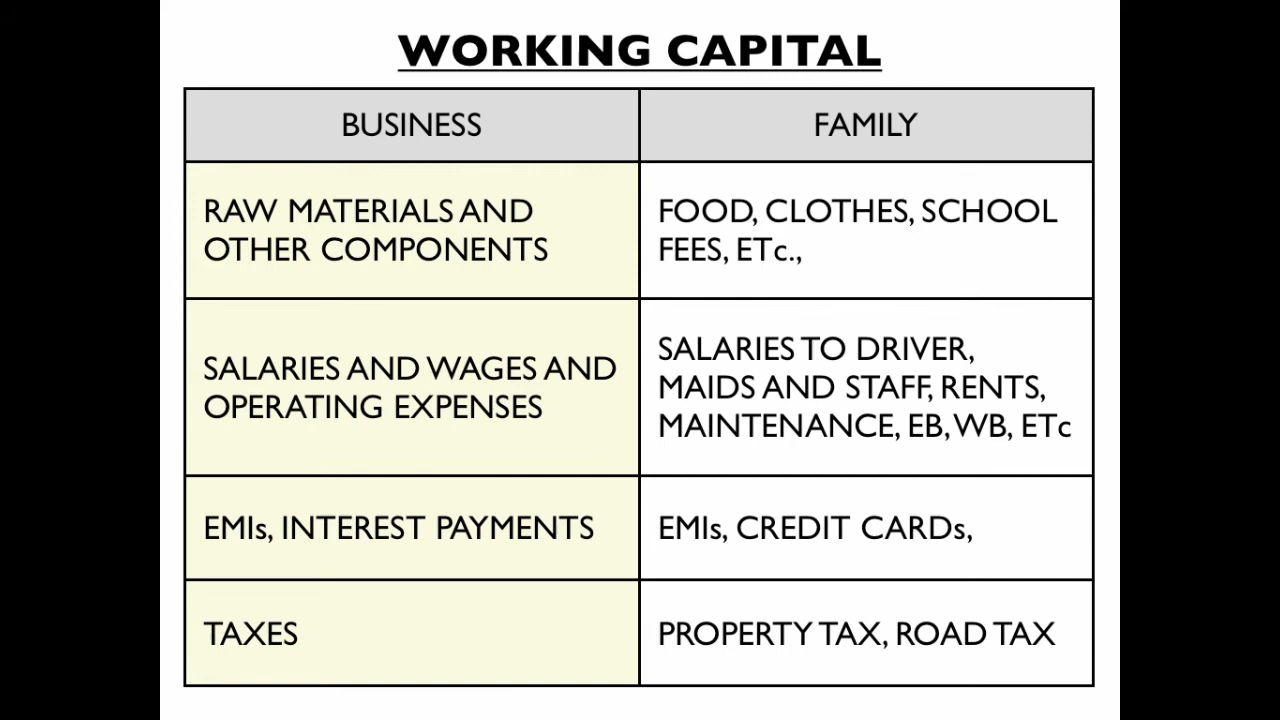 WORKING CAPITAL
BUSINESS
FAMILY
RAW MATERIALS AND
OTHER COMPONENTS
FOOD, CLOTHES, SCHOOL
FEES, ETc.,
SALARIES AND WAGES AND
OPERATING EXPENSES
SALARIES TO DRIVER,
MAIDS AND STAFF, RENTS,
MAINTENANCE, EB, WB, ETc
EMIs, INTEREST PAYMENTS
EMIs, CREDIT CARDs,
TAXES
PROPERTY TAX, ROAD TAX